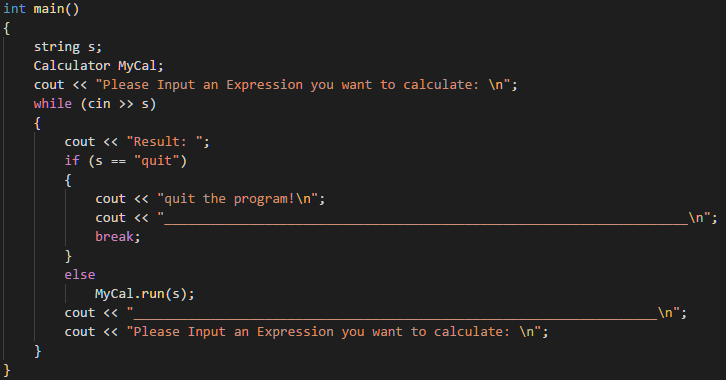 int main()
{
    string s;
    Calculator MyCal;
    cout << "Please Input an Expression you want to calculate: \n";
    while (cin >> s)
    {
        cout << "Result: ";
        if (s == "quit")
        {
            cout << "quit the program!\n";
            cout << "____________________________________________________________________\n";
            break;
        }
        else
            MyCal.run(s);
        cout << "____________________________________________________________________\n";
        cout << "Please Input an Expression you want to calculate: \n";
    }
}